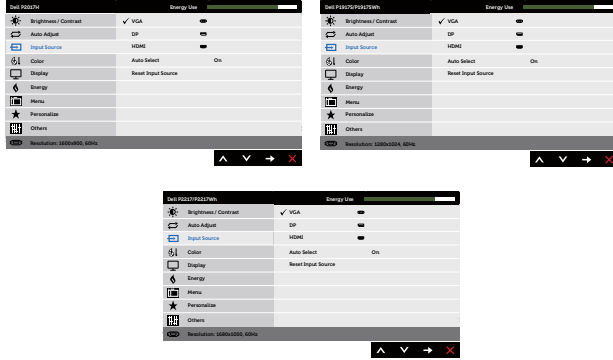 Dell P2017H Energy Use
Brightness / Contrast VGA
Auto Adjust DP
Input Source HDMI
Color Auto Select On
Display Reset Input Source
Energy
Menu
Personalize
Others
Resolution: 1600x900, 60Hz
Dell P1917S/P1917SWh Energy Use
Brightness / Contrast VGA
Auto Adjust DP
Input Source HDMI
Color Auto Select On
Display Reset Input Source
Energy
Menu
Personalize
Others
Resolution: 1280x1024, 60Hz
Dell P2217/P2217Wh Energy Use
Brightness / Contrast VGA
Auto Adjust DP
Input Source HDMI
Color Auto Select On
Display Reset Input Source
Energy
Menu
Personalize
Others
Resolution: 1680x1050, 60Hz